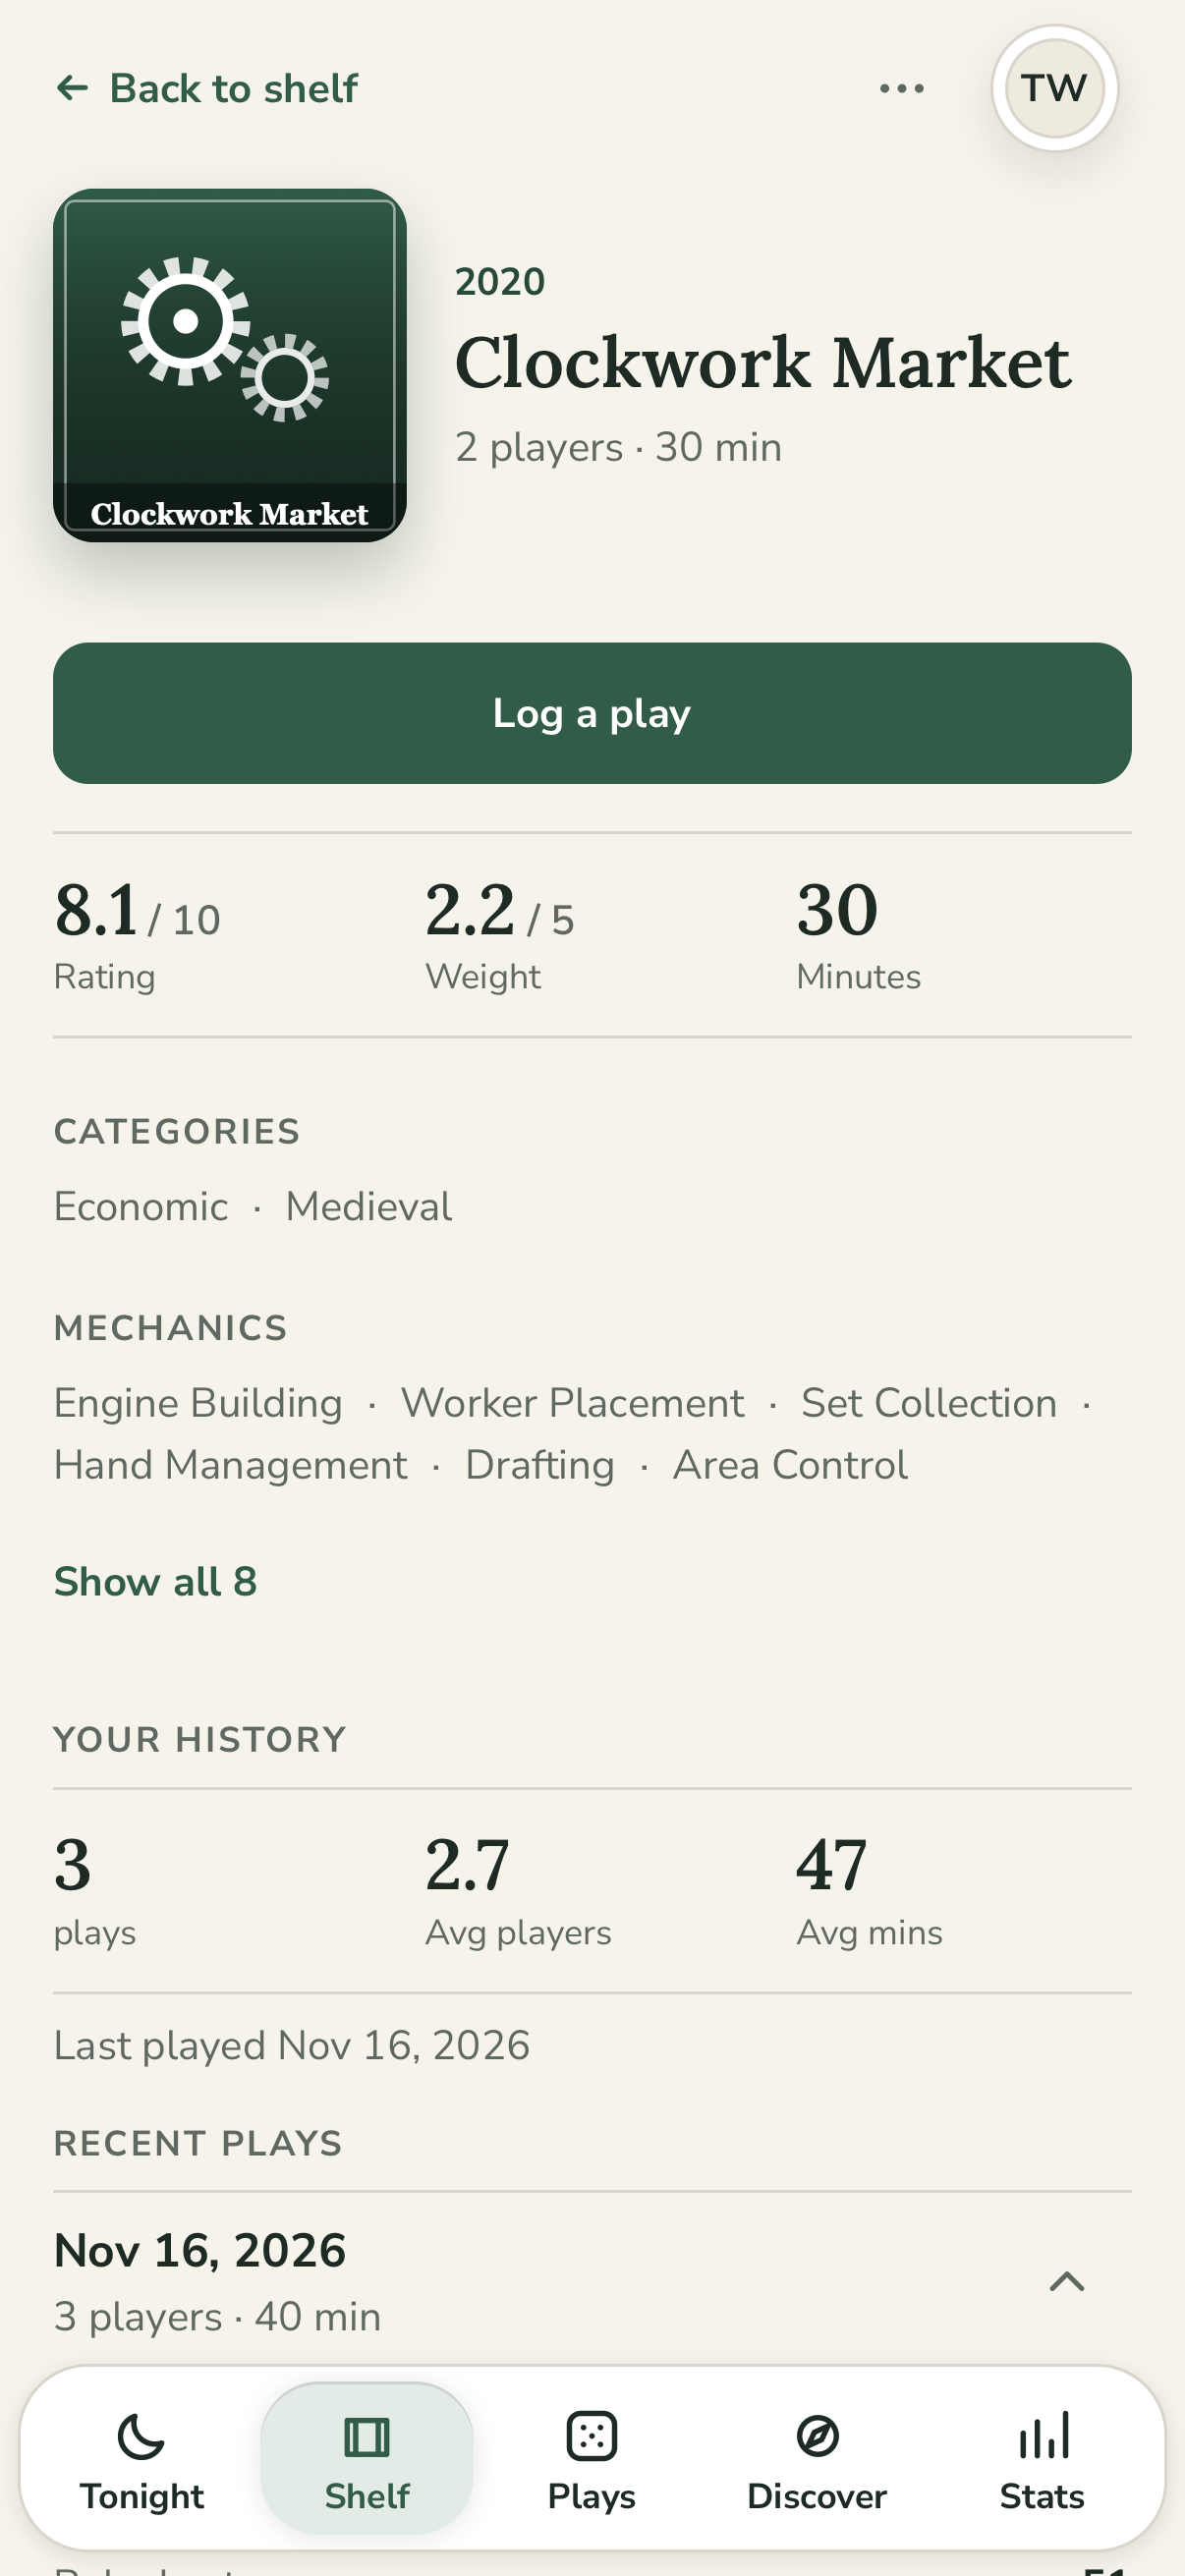 Back to shelf
TW
Clockwork Market
2020
Clockwork Market
2 players · 30 min
Log a play
8.1 / 10
Rating
2.2 / 5
Weight
30
Minutes
CATEGORIES
Economic · Medieval
MECHANICS
Engine Building · Worker Placement · Set Collection ·
Hand Management · Drafting · Area Control
Show all 8
YOUR HISTORY
3
plays
2.7
Avg players
47
Avg mins
Last played Nov 16, 2026
RECENT PLAYS
Nov 16, 2026
3 players · 40 min
Tonight
Shelf
Plays
Discover
Stats